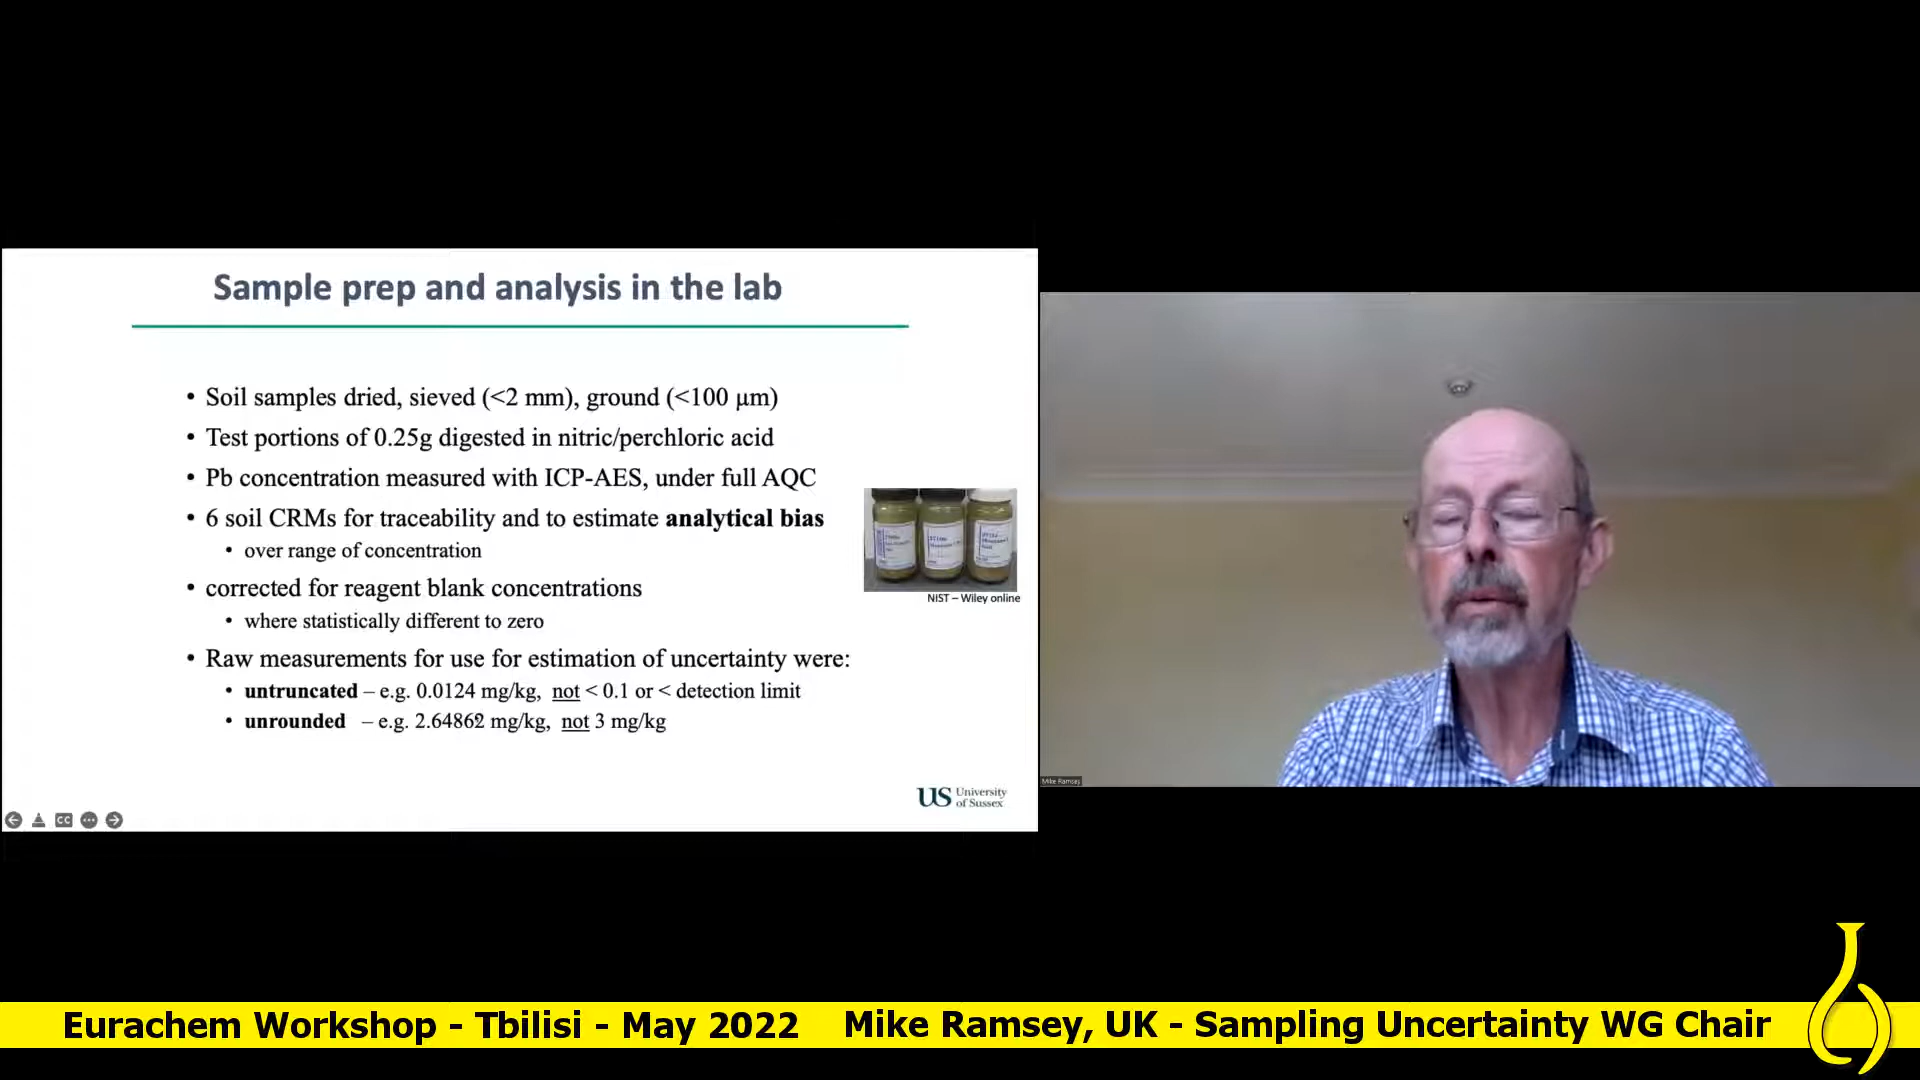 Sample prep and analysis in the lab
• Soil samples dried, sieved (<2 mm), ground (<100 μm)
• Test portions of 0.25g digested in nitric/perchloric acid
• Pb concentration measured with ICP-AES, under full AQC
• 6 soil CRMs for traceability and to estimate analytical bias
• over range of concentration
• corrected for reagent blank concentrations
• where statistically different to zero
• Raw measurements for use for estimation of uncertainty were:
• untruncated – e.g. 0.0124 mg/kg, not < 0.1 or < detection limit
• unrounded – e.g. 2.64862 mg/kg, not 3 mg/kg
NIST – Wiley online
US University
of Sussex
CC
Mike Ramsey
Eurachem Workshop - Tbilisi - May 2022 Mike Ramsey, UK - Sampling Uncertainty WG Chair